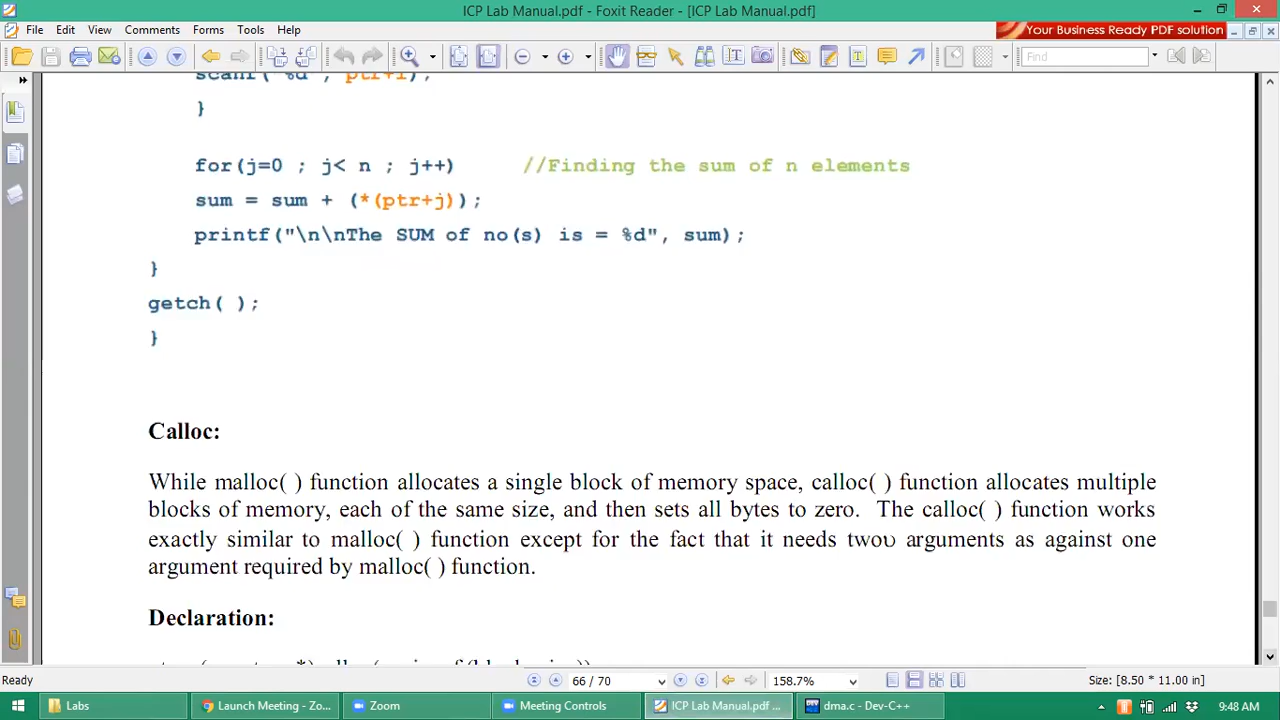 ICP Lab Manual.pdf - Foxit Reader - [ICP Lab Manual.pdf]
File Edit View Comments Forms Tools Help
Your Business Ready PDF solution
Find
scanf("%d", ptr+i);
}
for(j=0 ; j< n ; j++) //Finding the sum of n elements
sum = sum + (*(ptr+j));
printf("\n\nThe SUM of no(s) is = %d", sum);
}
getch( );
}
Calloc:
While malloc( ) function allocates a single block of memory space, calloc( ) function allocates multiple
blocks of memory, each of the same size, and then sets all bytes to zero. The calloc( ) function works
exactly similar to malloc( ) function except for the fact that it needs two arguments as against one
argument required by malloc( ) function.
Declaration:
Ready
66 / 70
158.7%
Size: [8.50 * 11.00 in]
Labs
Launch Meeting - Zo...
Zoom
Meeting Controls
ICP Lab Manual.pdf ...
dma.c - Dev-C++
9:48 AM